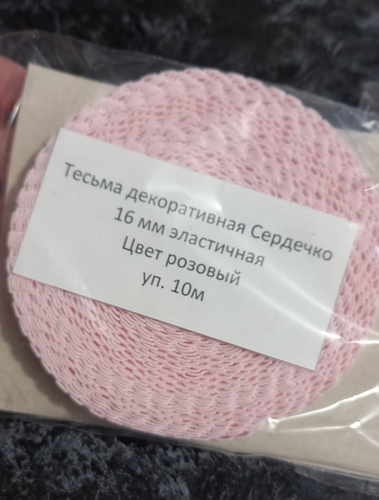 Тесьма декоративная Сердечко
16 мм эластичная
Цвет розовый
уп. 10м